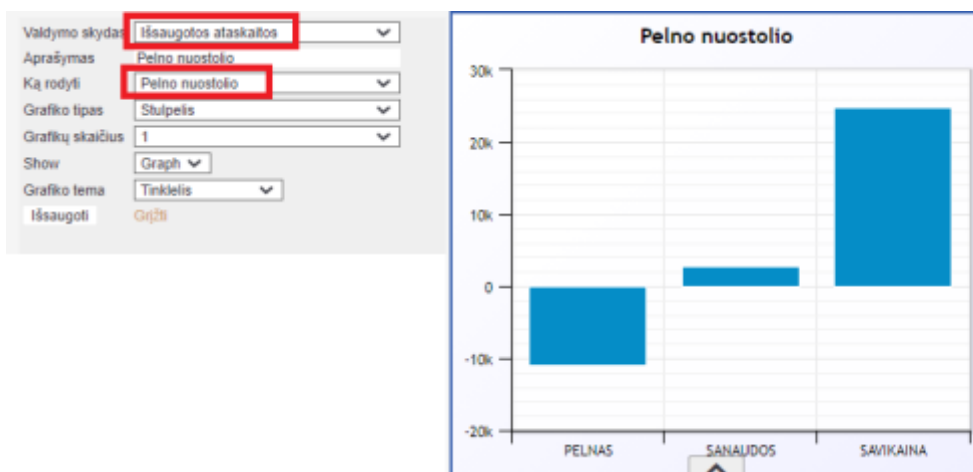 Valdymo skydas Išsaugotos ataskaitos
Aprašymas Pelno nuostolio
Ką rodyti Pelno nuostolio
Grafiko tipas Stulpelis
Grafikų skaičius 1
Show Graph
Grafiko tema Tinklelis
Išsaugoti Grįžti
Pelno nuostolio
30k
20k
10k
0
-10k
-20k
PELNAS SANAUDOS SAVIKAINA